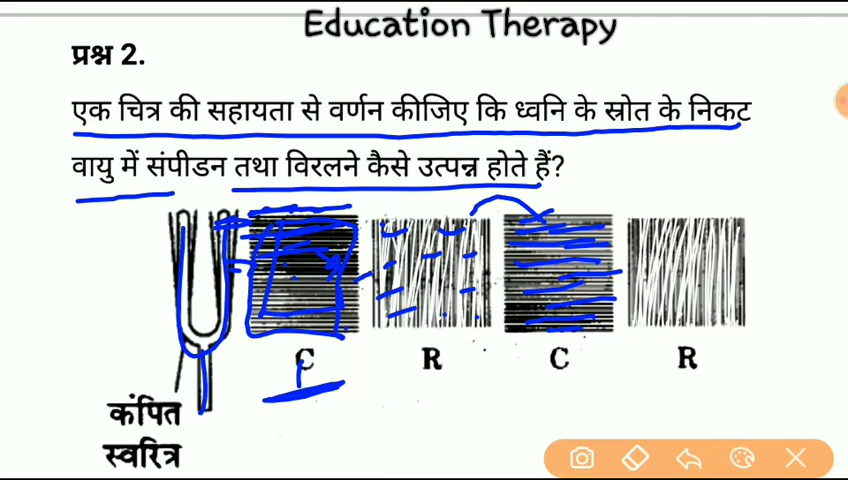 Education Therapy
प्रश्न 2.
एक चित्र की सहायता से वर्णन कीजिए कि ध्वनि के स्रोत के निकट
वायु में संपीडन तथा विरलने कैसे उत्पन्न होते हैं?
C R C R
कंपित
स्वरित्र